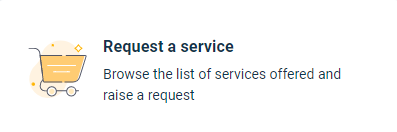 Request a service
Browse the list of services offered and
raise a request